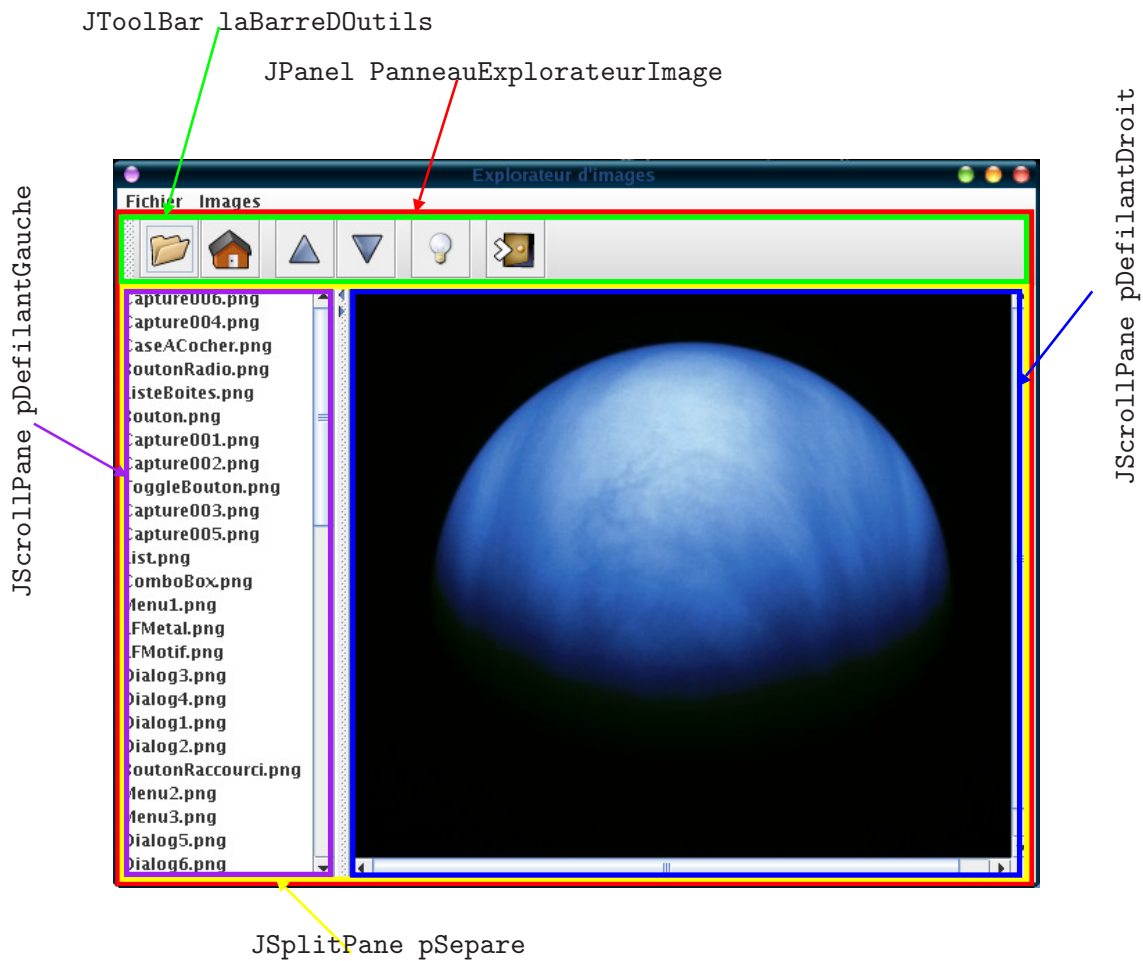 JToolBar laBarreDOutils
JPanel PanneauExplorateurImage
JScrollPane pDefilantGauche
JScrollPane pDefilantDroit
Explorateur d'images
Fichier Images
Capture006.png
Capture004.png
CaseACocher.png
BoutonRadio.png
ListeBoites.png
Bouton.png
Capture001.png
Capture002.png
ToggleBouton.png
Capture003.png
Capture005.png
List.png
ComboBox.png
Menu1.png
LFMetal.png
LFMotif.png
Dialog3.png
Dialog4.png
Dialog1.png
Dialog2.png
BoutonRaccourci.png
Menu2.png
Menu3.png
Dialog5.png
Dialog6.png
JSplitPane pSepare